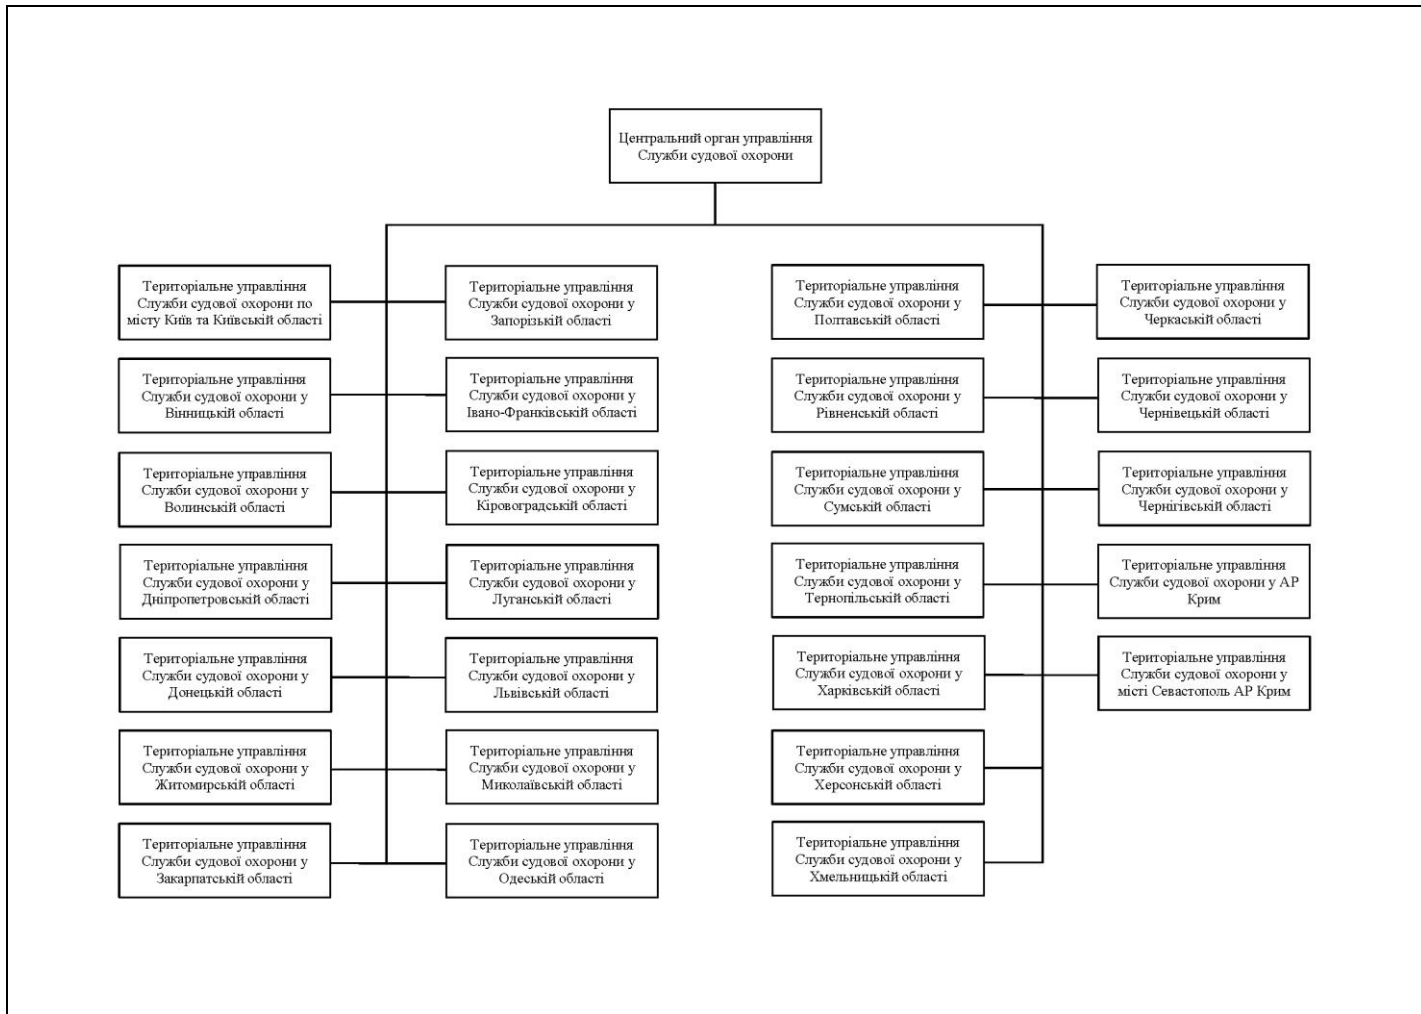 Центральний орган управління
Служби судової охорони
Територіальне управління
Служби судової охорони по
місту Київ та Київській області
Територіальне управління
Служби судової охорони у
Вінницькій області
Територіальне управління
Служби судової охорони у
Волинській області
Територіальне управління
Служби судової охорони у
Дніпропетровській області
Територіальне управління
Служби судової охорони у
Донецькій області
Територіальне управління
Служби судової охорони у
Житомирській області
Територіальне управління
Служби судової охорони у
Закарпатській області
Територіальне управління
Служби судової охорони у
Запорізькій області
Територіальне управління
Служби судової охорони у
Івано-Франківській області
Територіальне управління
Служби судової охорони у
Кіровоградській області
Територіальне управління
Служби судової охорони у
Луганській області
Територіальне управління
Служби судової охорони у
Львівській області
Територіальне управління
Служби судової охорони у
Миколаївській області
Територіальне управління
Служби судової охорони у
Одеській області
Територіальне управління
Служби судової охорони у
Полтавській області
Територіальне управління
Служби судової охорони у
Рівненській області
Територіальне управління
Служби судової охорони у
Сумській області
Територіальне управління
Служби судової охорони у
Тернопільській області
Територіальне управління
Служби судової охорони у
Харківській області
Територіальне управління
Служби судової охорони у
Херсонській області
Територіальне управління
Служби судової охорони у
Хмельницькій області
Територіальне управління
Служби судової охорони у
Черкаській області
Територіальне управління
Служби судової охорони у
Чернівецькій області
Територіальне управління
Служби судової охорони у
Чернігівській області
Територіальне управління
Служби судової охорони у АР
Крим
Територіальне управління
Служби судової охорони у
місті Севастополь АР Крим